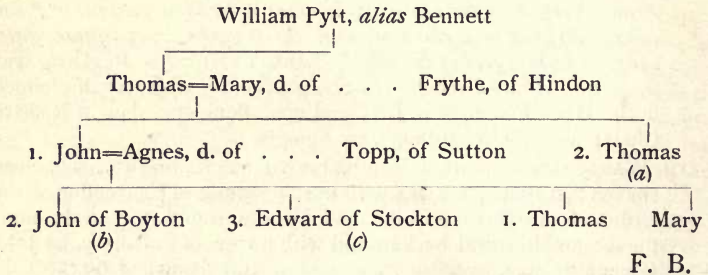 William Pytt, alias Bennett
Thomas=Mary, d. of . . . Frythe, of Hindon
1. John=Agnes, d. of . . . Topp, of Sutton 2. Thomas
(a)
2. John of Boyton 3. Edward of Stockton 1. Thomas Mary
(b) (c)
F. B.